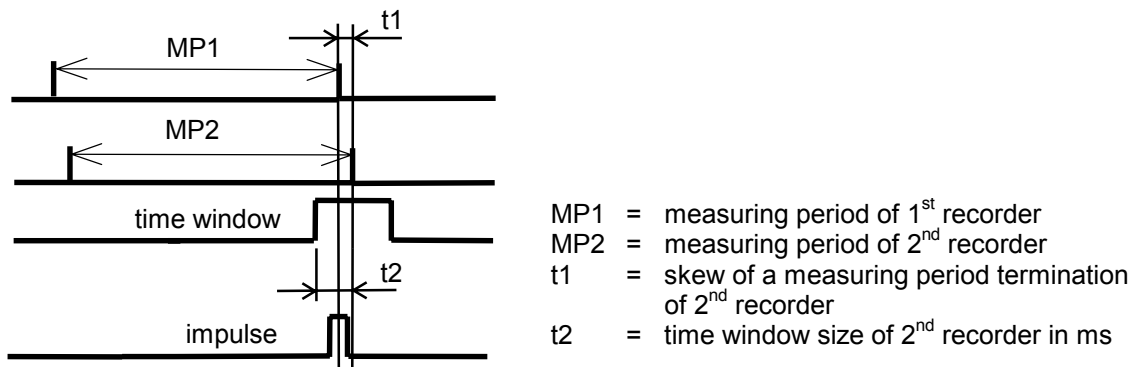 t1
MP1
MP2
time window
t2
impulse
MP1 = measuring period of 1st recorder
MP2 = measuring period of 2nd recorder
t1 = skew of a measuring period termination
of 2nd recorder
t2 = time window size of 2nd recorder in ms